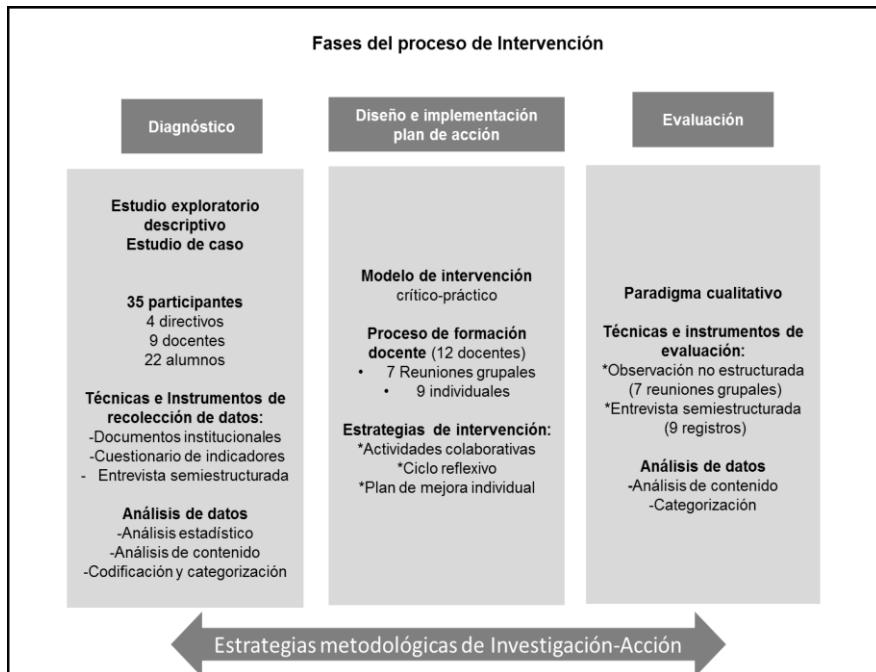 Fases del proceso de Intervención
Diagnóstico
Estudio exploratorio
descriptivo
Estudio de caso
35 participantes
4 directivos
9 docentes
22 alumnos
Técnicas e Instrumentos de
recolección de datos:
-Documentos institucionales
-Cuestionario de indicadores
- Entrevista semiestructurada
Análisis de datos
-Análisis estadístico
-Análisis de contenido
-Codificación y categorización
Diseño e implementación
plan de acción
Modelo de intervención
crítico-práctico
Proceso de formación
docente (12 docentes)
• 7 Reuniones grupales
• 9 individuales
Estrategias de intervención:
*Actividades colaborativas
*Ciclo reflexivo
*Plan de mejora individual
Evaluación
Paradigma cualitativo
Técnicas e instrumentos de
evaluación:
*Observación no estructurada
(7 reuniones grupales)
*Entrevista semiestructurada
(9 registros)
Análisis de datos
-Análisis de contenido
-Categorización
Estrategias metodológicas de Investigación-Acción